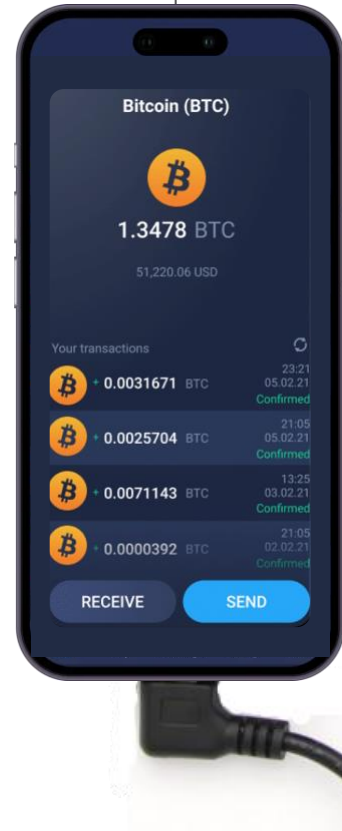 Bitcoin (BTC)
1.3478 BTC
51,220.06 USD
Your transactions
+ 0.0031671 BTC
23:21
05.02.21
Confirmed
+ 0.0025704 BTC
21:05
05.02.21
Confirmed
+ 0.0071143 BTC
13:25
03.02.21
Confirmed
+ 0.0000392 BTC
21:05
02.02.21
Confirmed
RECEIVE
SEND